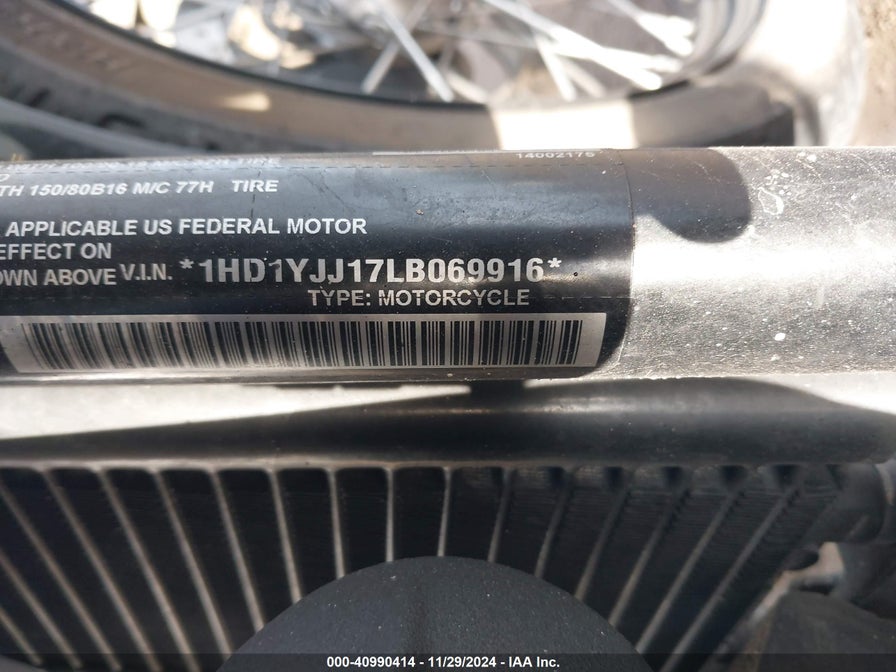 14002175
TH 150/80B16 M/C 77H TIRE
APPLICABLE US FEDERAL MOTOR
EFFECT ON
OWN ABOVE V.I.N. *1HD1YJJ17LB069916*
TYPE: MOTORCYCLE
000-40990414 - 11/29/2024 - IAA Inc.